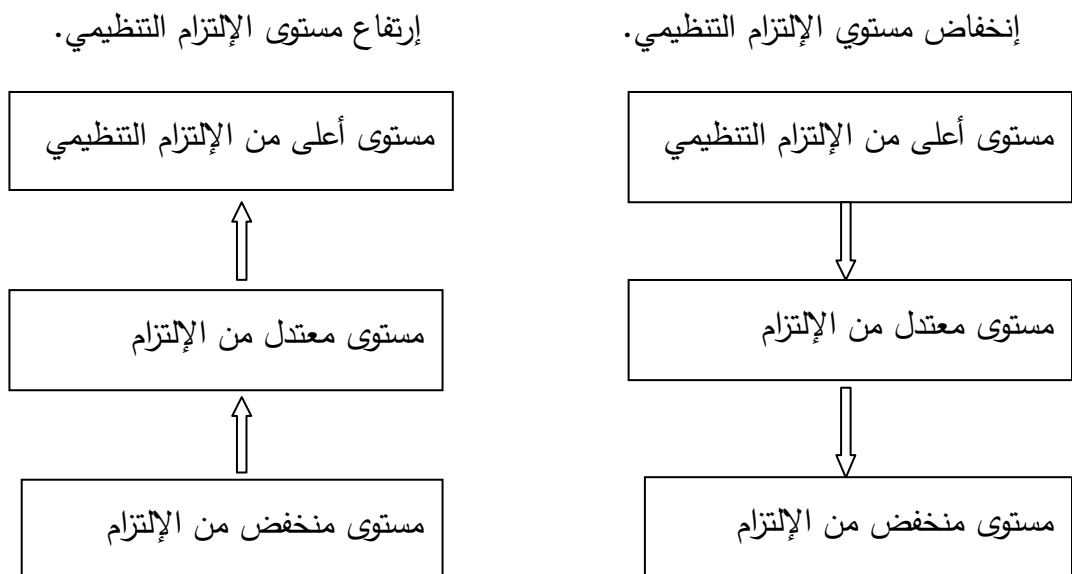 إنخفاض مستوي الإلتزام التنظيمي.
مستوى أعلى من الإلتزام التنظيمي
مستوى معتدل من الإلتزام
مستوى منخفض من الإلتزام
إرتفاع مستوى الإلتزام التنظيمي.
مستوى أعلى من الإلتزام التنظيمي
مستوى معتدل من الإلتزام
مستوى منخفض من الإلتزام